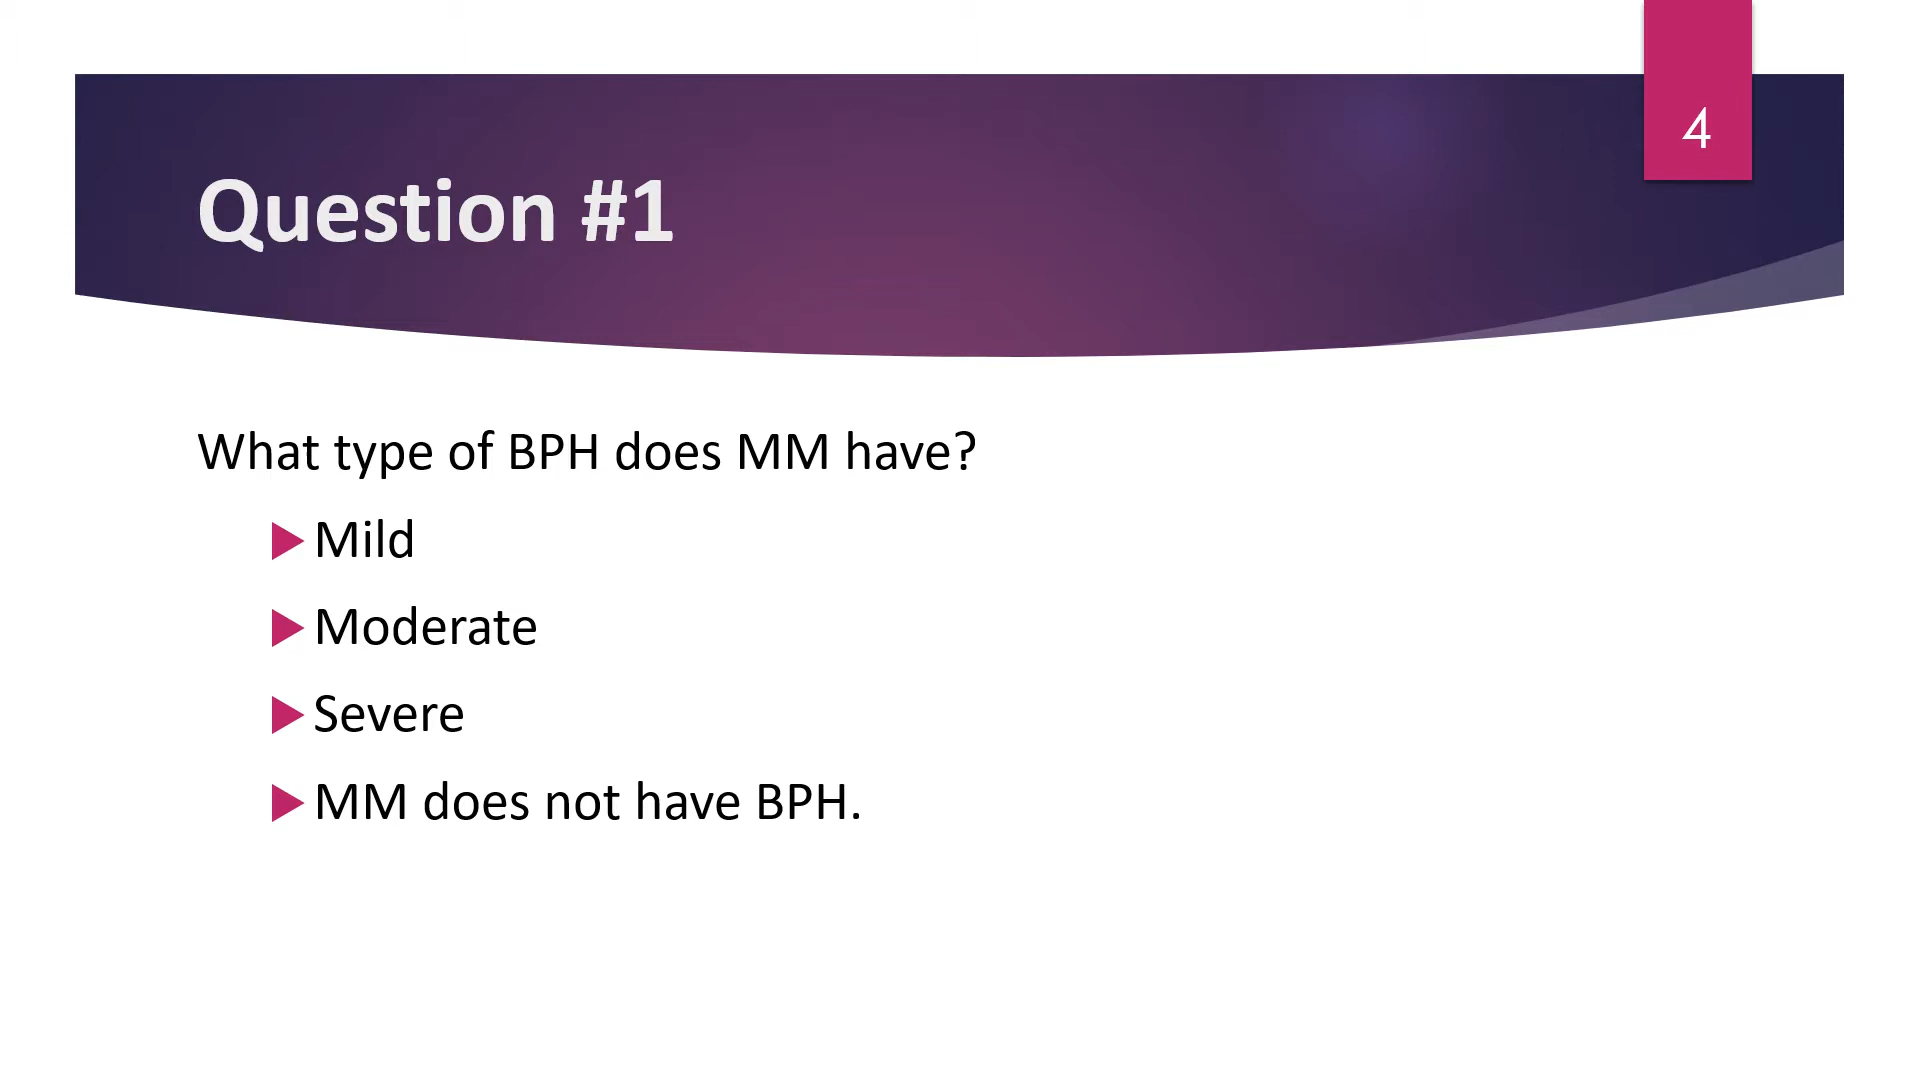 4
Question #1
What type of BPH does MM have?
Mild
Moderate
Severe
MM does not have BPH.